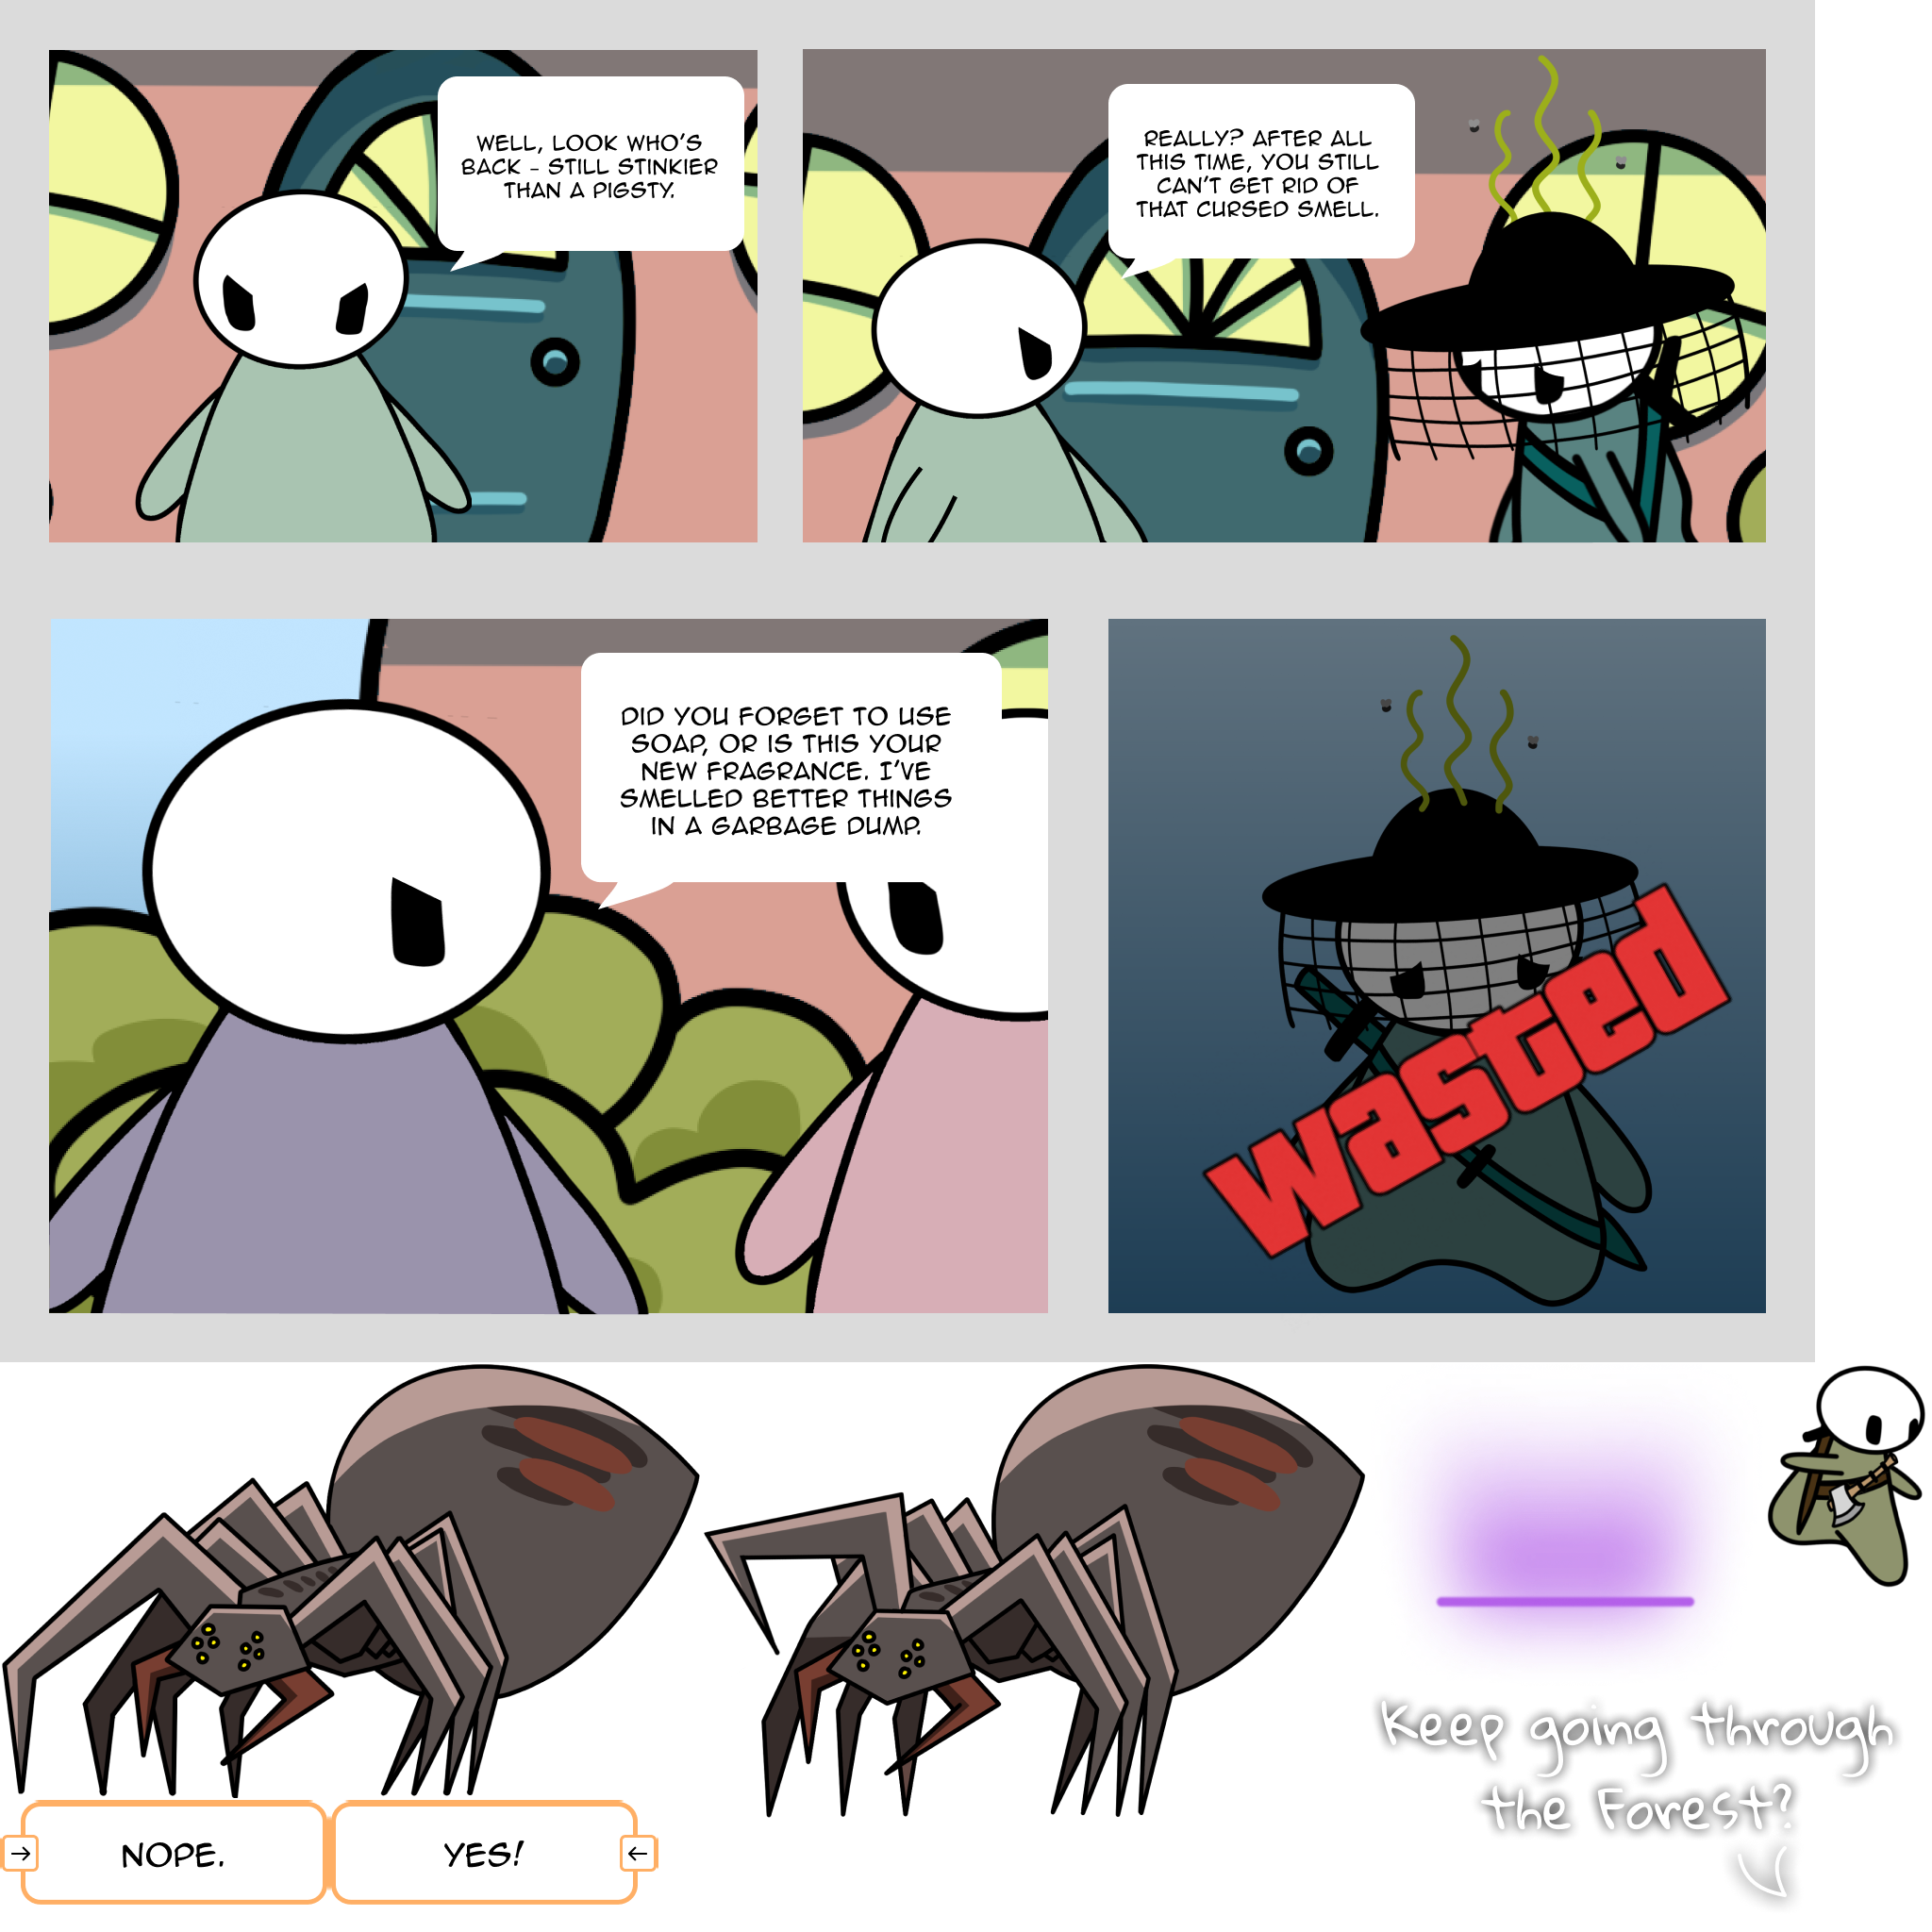 WELL, LOOK WHO'S
BACK - STILL STINKIER
THAN A PIGSTY.
REALLY? AFTER ALL
THIS TIME, YOU STILL
CAN'T GET RID OF
THAT CURSED SMELL.
DID YOU FORGET TO USE
SOAP, OR IS THIS YOUR
NEW FRAGRANCE. I'VE
SMELLED BETTER THINGS
IN A GARBAGE DUMP.
wasted
Keep going through
the Forest?
→ NOPE.
YES! ←